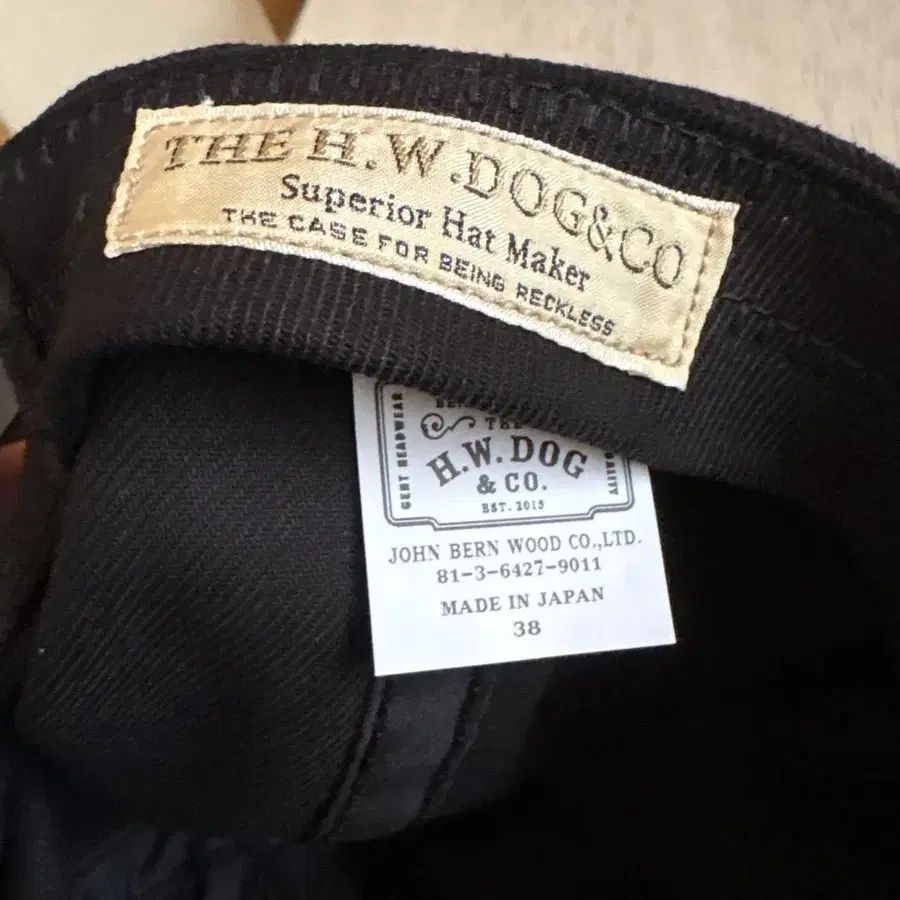 THE H.W.DOG&CO
Superior Hat Maker
THE CASE FOR BEING RECKLESS
GENT HEADWEAR
THE
H.W. DOG
& CO.
EST. 2015
JOHN BERN WOOD CO.,LTD.
81-3-6427-9011
MADE IN JAPAN
38